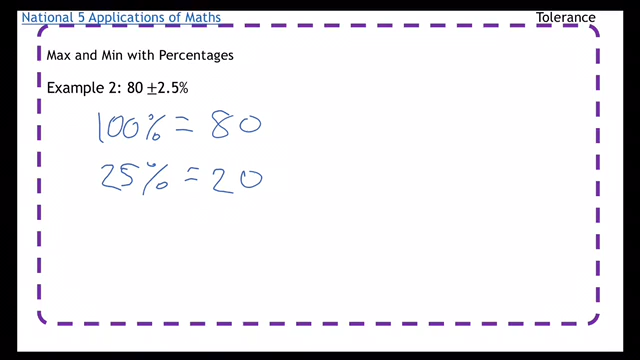 National 5 Applications of Maths Tolerance
Max and Min with Percentages
Example 2: 80 ±2.5%
100% = 80
25% = 20